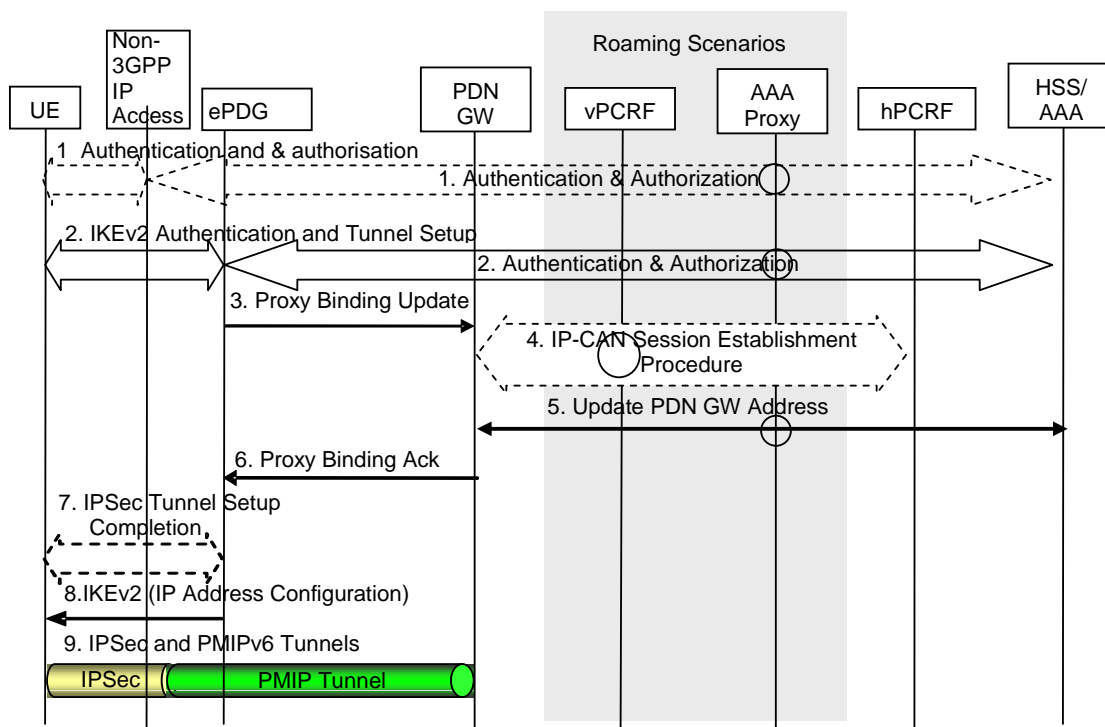 Roaming Scenarios
Non-
3GPP
IP
Access
UE
ePDG
PDN
GW
vPCRF
AAA
Proxy
hPCRF
HSS/
AAA
1 Authentication and & authorisation
1. Authentication & Authorization
2. IKEv2 Authentication and Tunnel Setup
2. Authentication & Authorization
3. Proxy Binding Update
4. IP-CAN Session Establishment
Procedure
5. Update PDN GW Address
6. Proxy Binding Ack
7. IPSec Tunnel Setup
Completion
8.IKEv2 (IP Address Configuration)
9. IPSec and PMIPv6 Tunnels
IPSec
PMIP Tunnel